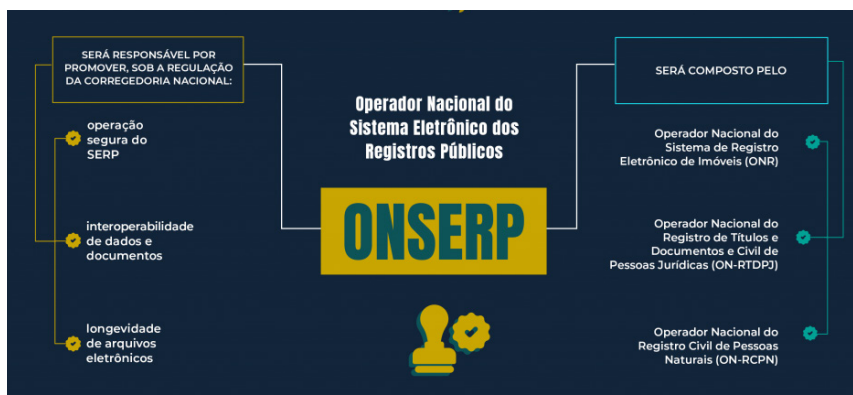 SERÁ RESPONSÁVEL POR
PROMOVER, SOB A REGULAÇÃO
DA CORREGEDORIA NACIONAL:
operação
segura do
SERP
interoperabilidade
de dados e
documentos
longevidade
de arquivos
eletrônicos
Operador Nacional do
Sistema Eletrônico dos
Registros Públicos
ONSERP
SERÁ COMPOSTO PELO
Operador Nacional do
Sistema de Registro
Eletrônico de Imóveis (ONR)
Operador Nacional do
Registro de Títulos e
Documentos e Civil de
Pessoas Jurídicas (ON-RTDPJ)
Operador Nacional do
Registro Civil de Pessoas
Naturais (ON-RCPN)